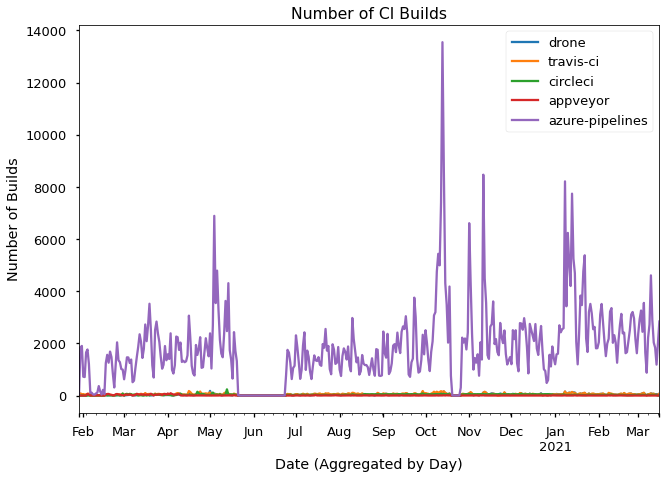 Number of CI Builds
14000
12000
10000
8000
6000
4000
2000
0
Number of Builds
drone
travis-ci
circleci
appveyor
azure-pipelines
Feb Mar Apr May Jun Jul Aug Sep Oct Nov Dec Jan Feb Mar
2021
Date (Aggregated by Day)